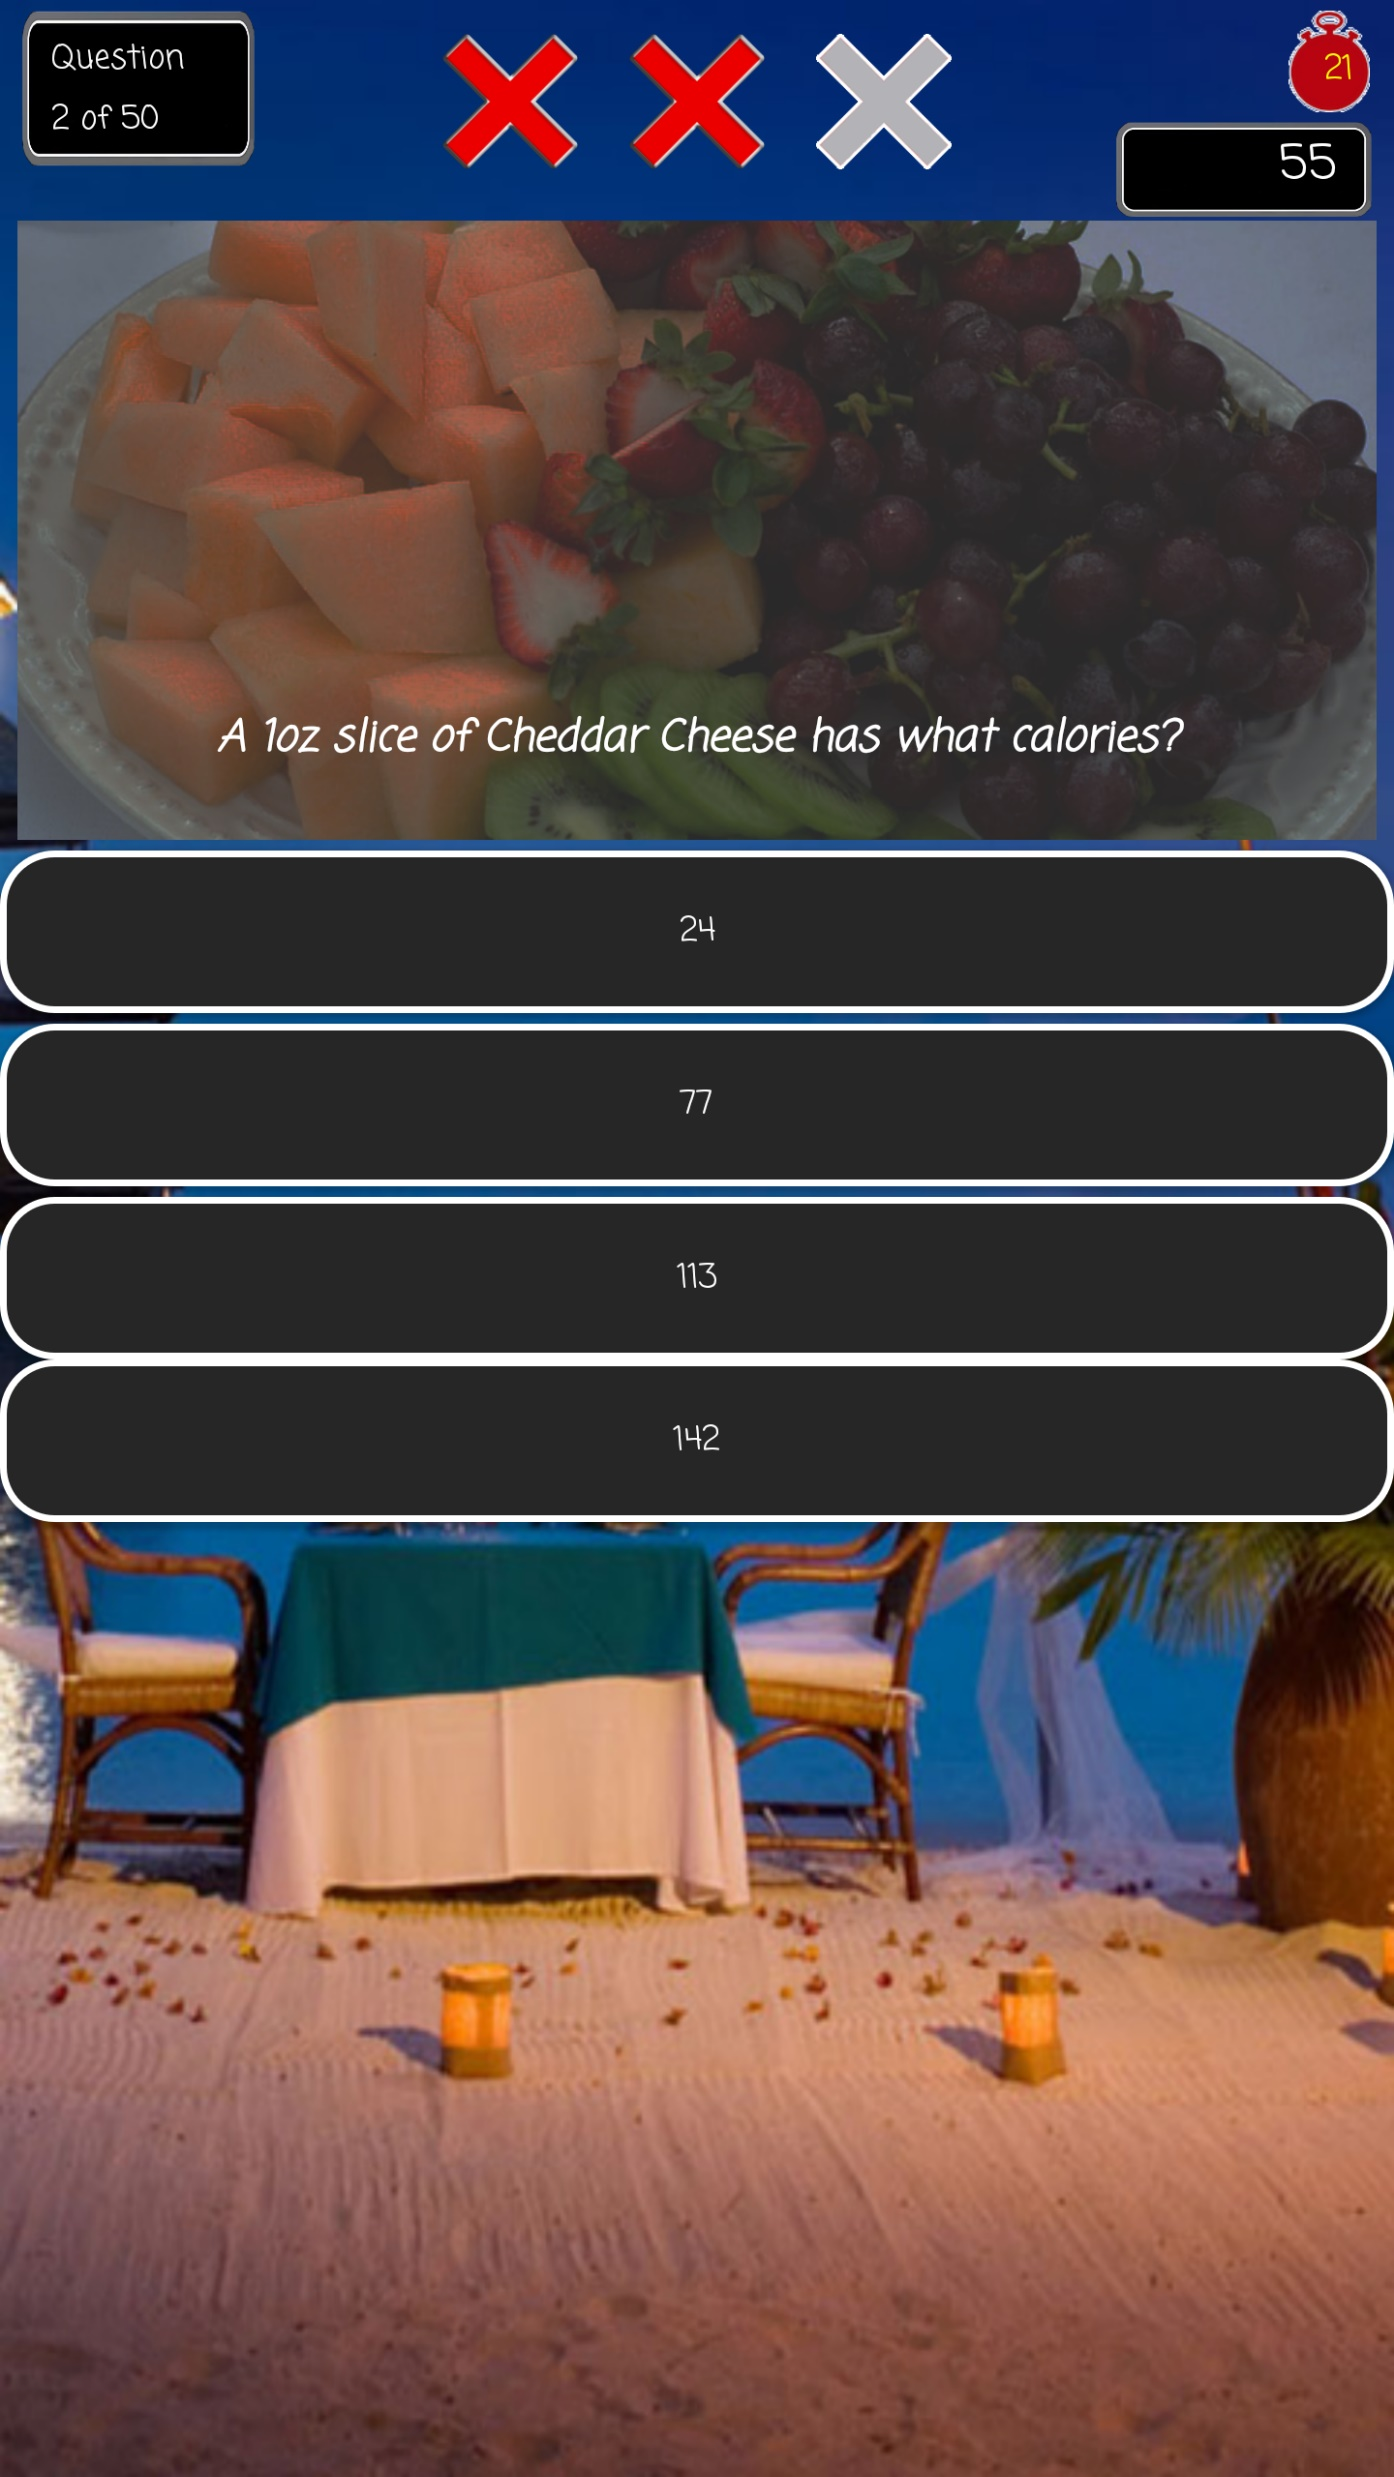 Question
2 of 50
21
55
A 1oz slice of Cheddar Cheese has what calories?
24
77
113
142